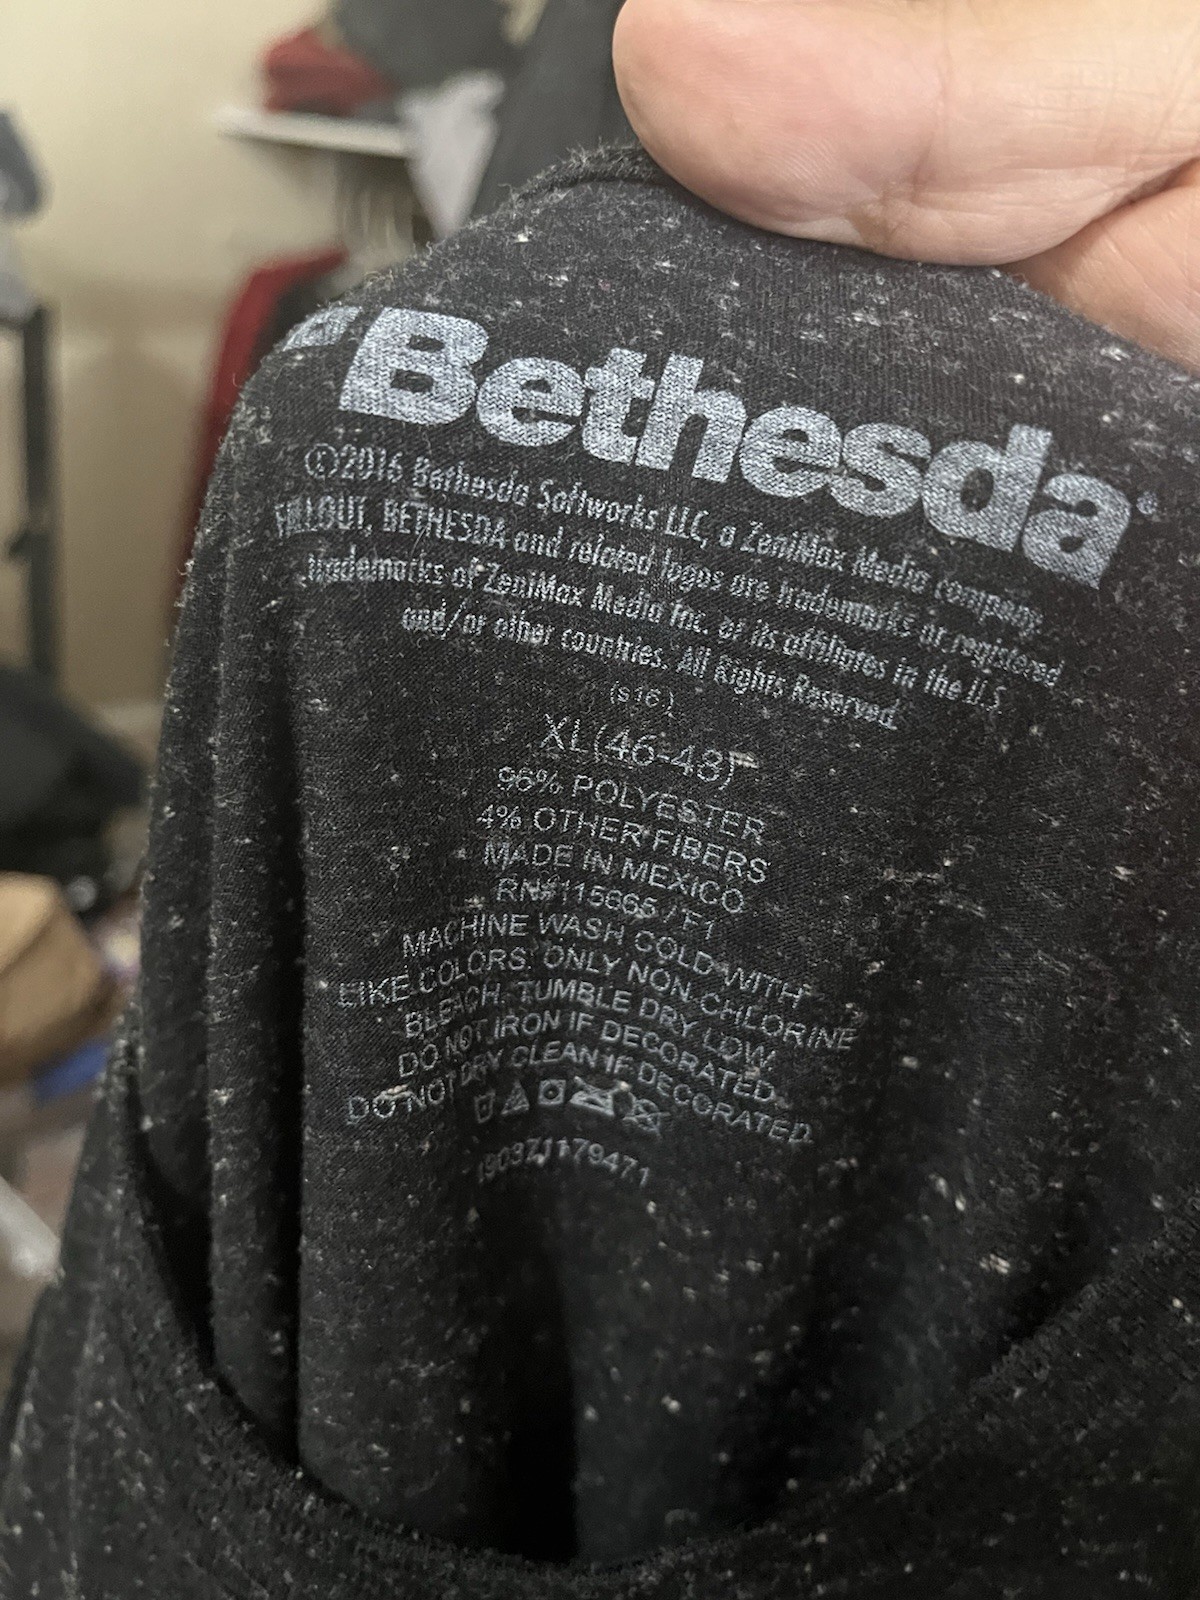 Bethesda®
©2016 Bethesda Softworks LLC, a ZeniMax Media company.
FALLOUT, BETHESDA and related logos are trademarks or registered
trademarks of ZeniMax Media Inc. or its affiliates in the U.S.
and/or other countries. All Rights Reserved.
(s16)
XL(46-48)
96% POLYESTER
4% OTHER FIBERS
MADE IN MEXICO
RN#115665 / F1
MACHINE WASH COLD WITH
LIKE COLORS. ONLY NON-CHLORINE
BLEACH. TUMBLE DRY LOW.
DO NOT IRON IF DECORATED.
DO NOT DRY CLEAN IF DECORATED.